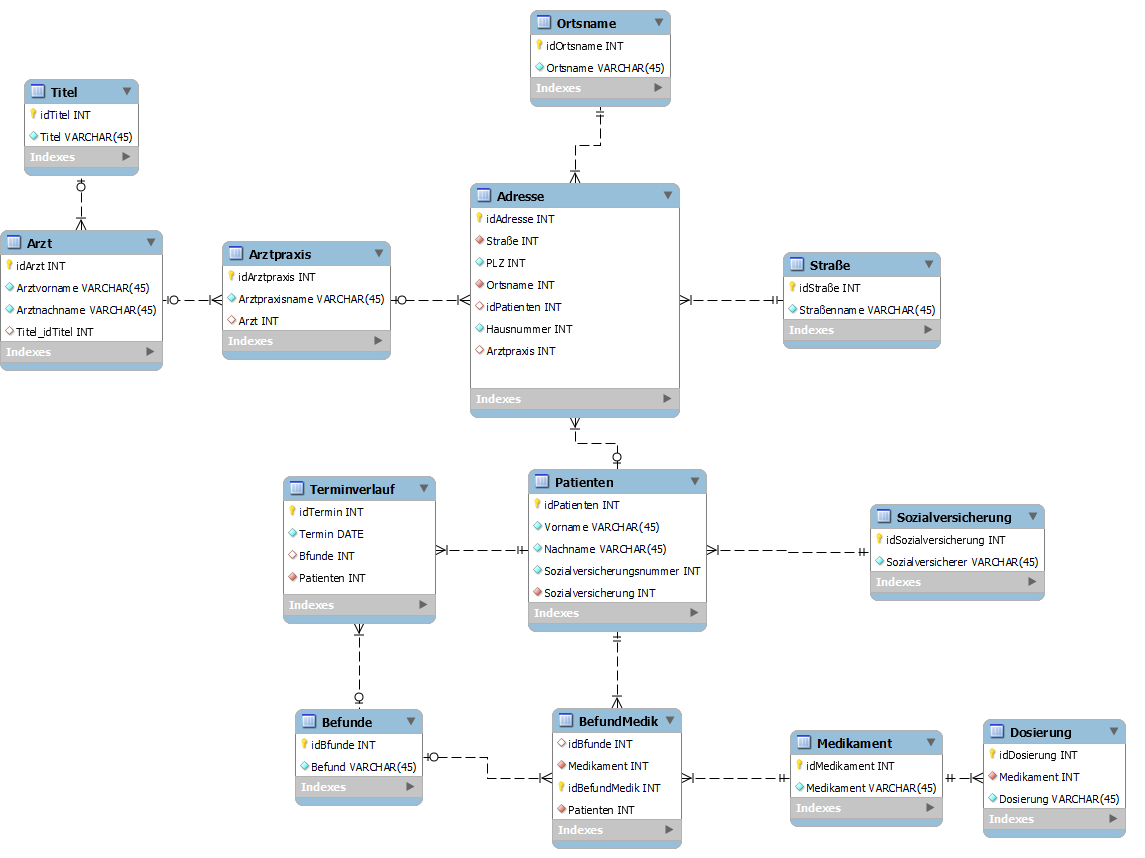 Ortsname
idOrtsname INT
Ortsname VARCHAR(45)
Indexes
Titel
idTitel INT
Titel VARCHAR(45)
Indexes
Arzt
idArzt INT
Arztvorname VARCHAR(45)
Arztnachname VARCHAR(45)
Titel_idTitel INT
Indexes
Arztpraxis
idArztpraxis INT
Arztpraxisname VARCHAR(45)
Arzt INT
Indexes
Adresse
idAdresse INT
Straße INT
PLZ INT
Ortsname INT
idPatienten INT
Hausnummer INT
Arztpraxis INT
Indexes
Straße
idStraße INT
Straßenname VARCHAR(45)
Indexes
Terminverlauf
idTermin INT
Termin DATE
Bfunde INT
Patienten INT
Indexes
Patienten
idPatienten INT
Vorname VARCHAR(45)
Nachname VARCHAR(45)
Sozialversicherungsnummer INT
Sozialversicherung INT
Indexes
Sozialversicherung
idSozialversicherung INT
Sozialversicherer VARCHAR(45)
Indexes
Befunde
idBfunde INT
Befund VARCHAR(45)
Indexes
BefundMedik
idBfunde INT
Medikament INT
idBefundMedik INT
Patienten INT
Indexes
Medikament
idMedikament INT
Medikament VARCHAR(45)
Indexes
Dosierung
idDosierung INT
Medikament INT
Dosierung VARCHAR(45)
Indexes